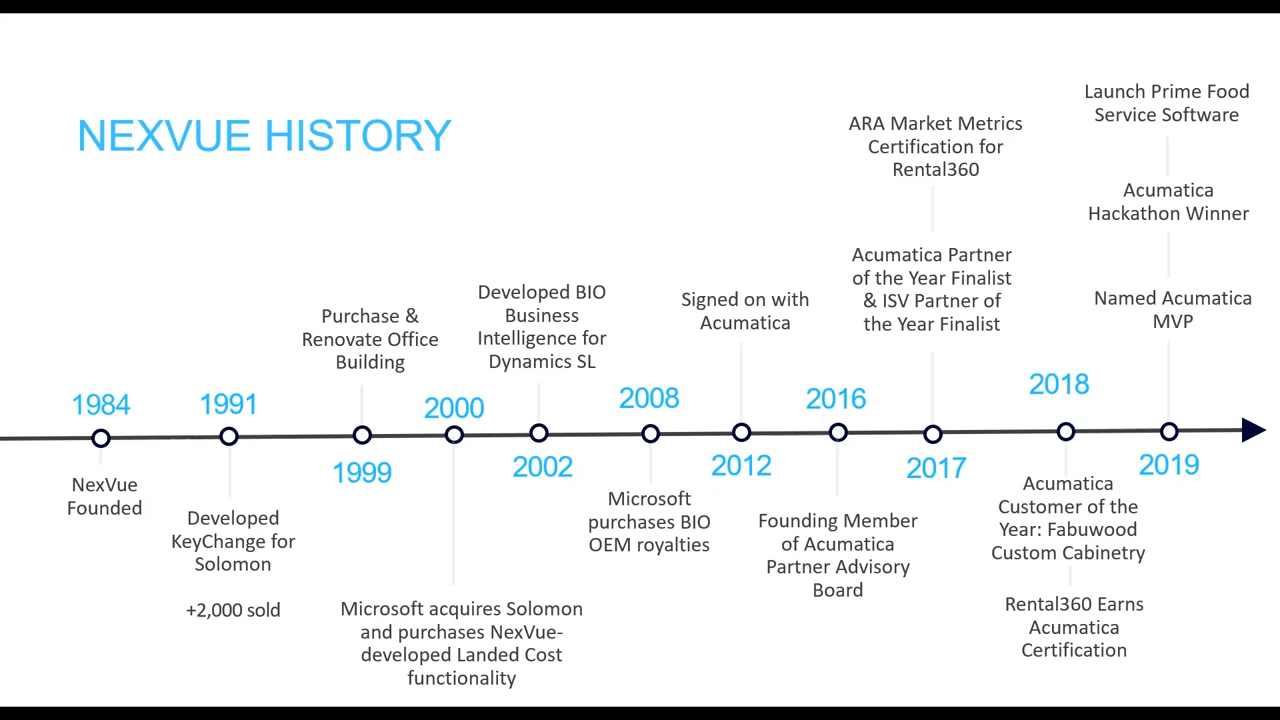 NEXVUE HISTORY
1984
NexVue
Founded
1991
Developed
KeyChange for
Solomon
+2,000 sold
Purchase &
Renovate Office
Building
1999
2000
Microsoft acquires Solomon
and purchases NexVue-
developed Landed Cost
functionality
Developed BIO
Business
Intelligence for
Dynamics SL
2002
2008
Microsoft
purchases BIO
OEM royalties
Signed on with
Acumatica
2012
2016
Founding Member
of Acumatica
Partner Advisory
Board
ARA Market Metrics
Certification for
Rental360
Acumatica Partner
of the Year Finalist
& ISV Partner of
the Year Finalist
2017
2018
Acumatica
Customer of the
Year: Fabuwood
Custom Cabinetry
Rental360 Earns
Acumatica
Certification
Launch Prime Food
Service Software
Acumatica
Hackathon Winner
Named Acumatica
MVP
2019